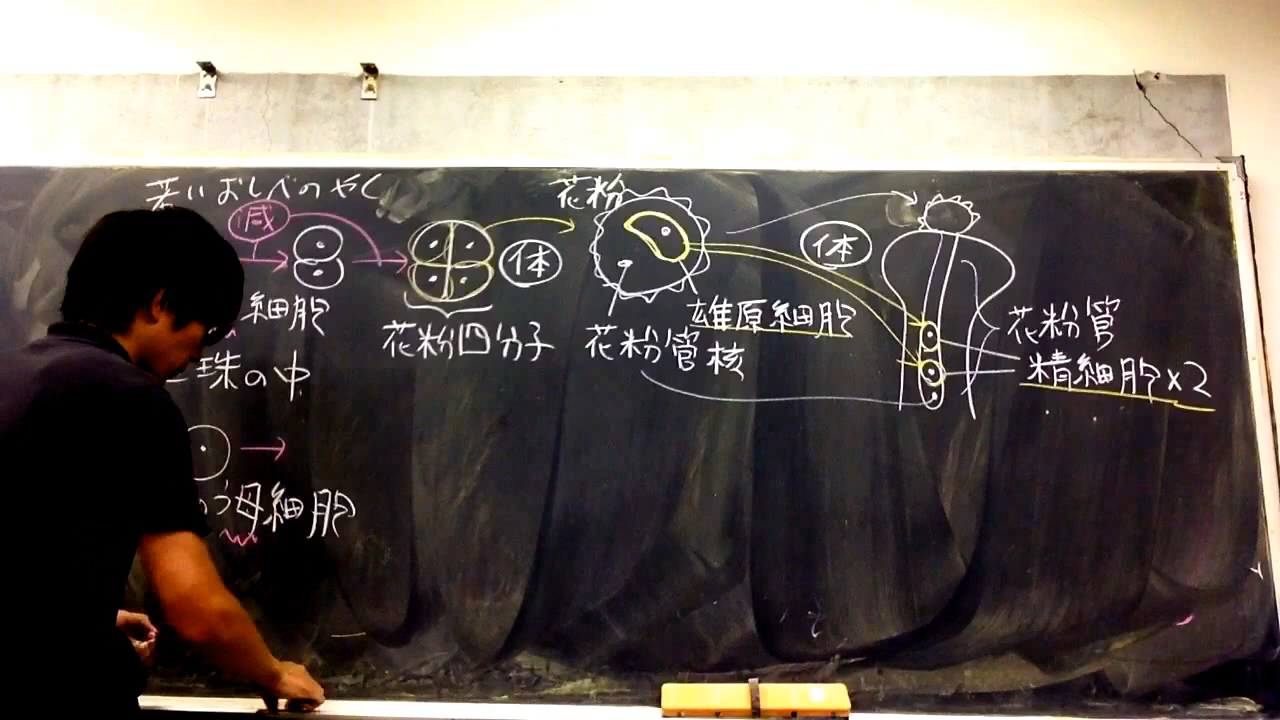 若いおしべのやく
減
細胞
花粉四分子
体
花粉
雄原細胞
花粉管核
体
花粉管
精細胞×2
珠の中
のう母細胞